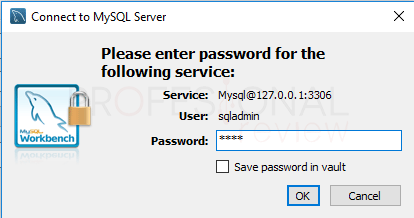 Connect to MySQL Server
Please enter password for the
following service:
Service: Mysql@127.0.0.1:3306
User: sqladmin
Password: ****
PROFESSIONAL
review
MySQL
Workbench
Save password in vault
OK Cancel